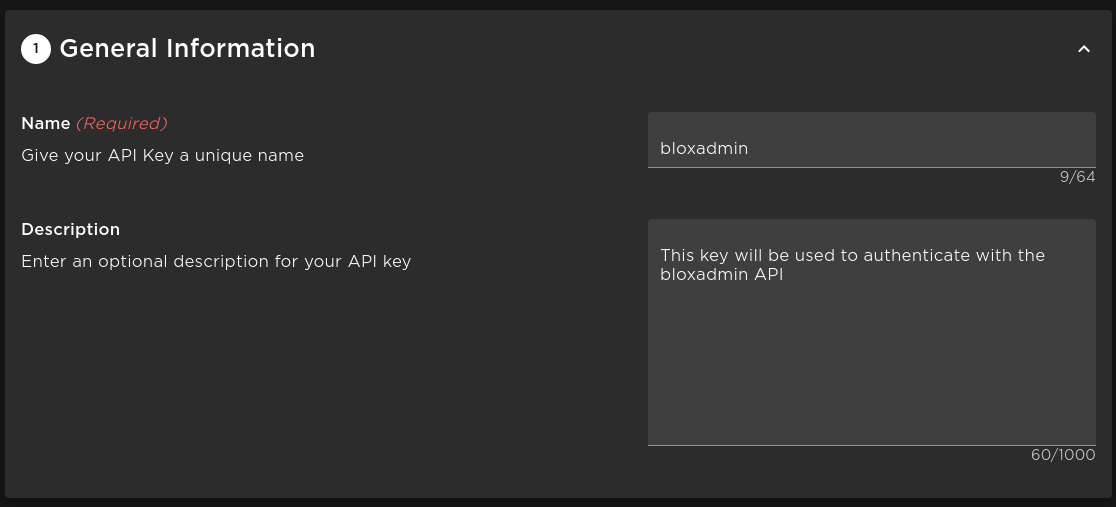 1 General Information
Name (Required)
Give your API Key a unique name
bloxadmin
9/64
Description
Enter an optional description for your API key
This key will be used to authenticate with the
bloxadmin API
60/1000